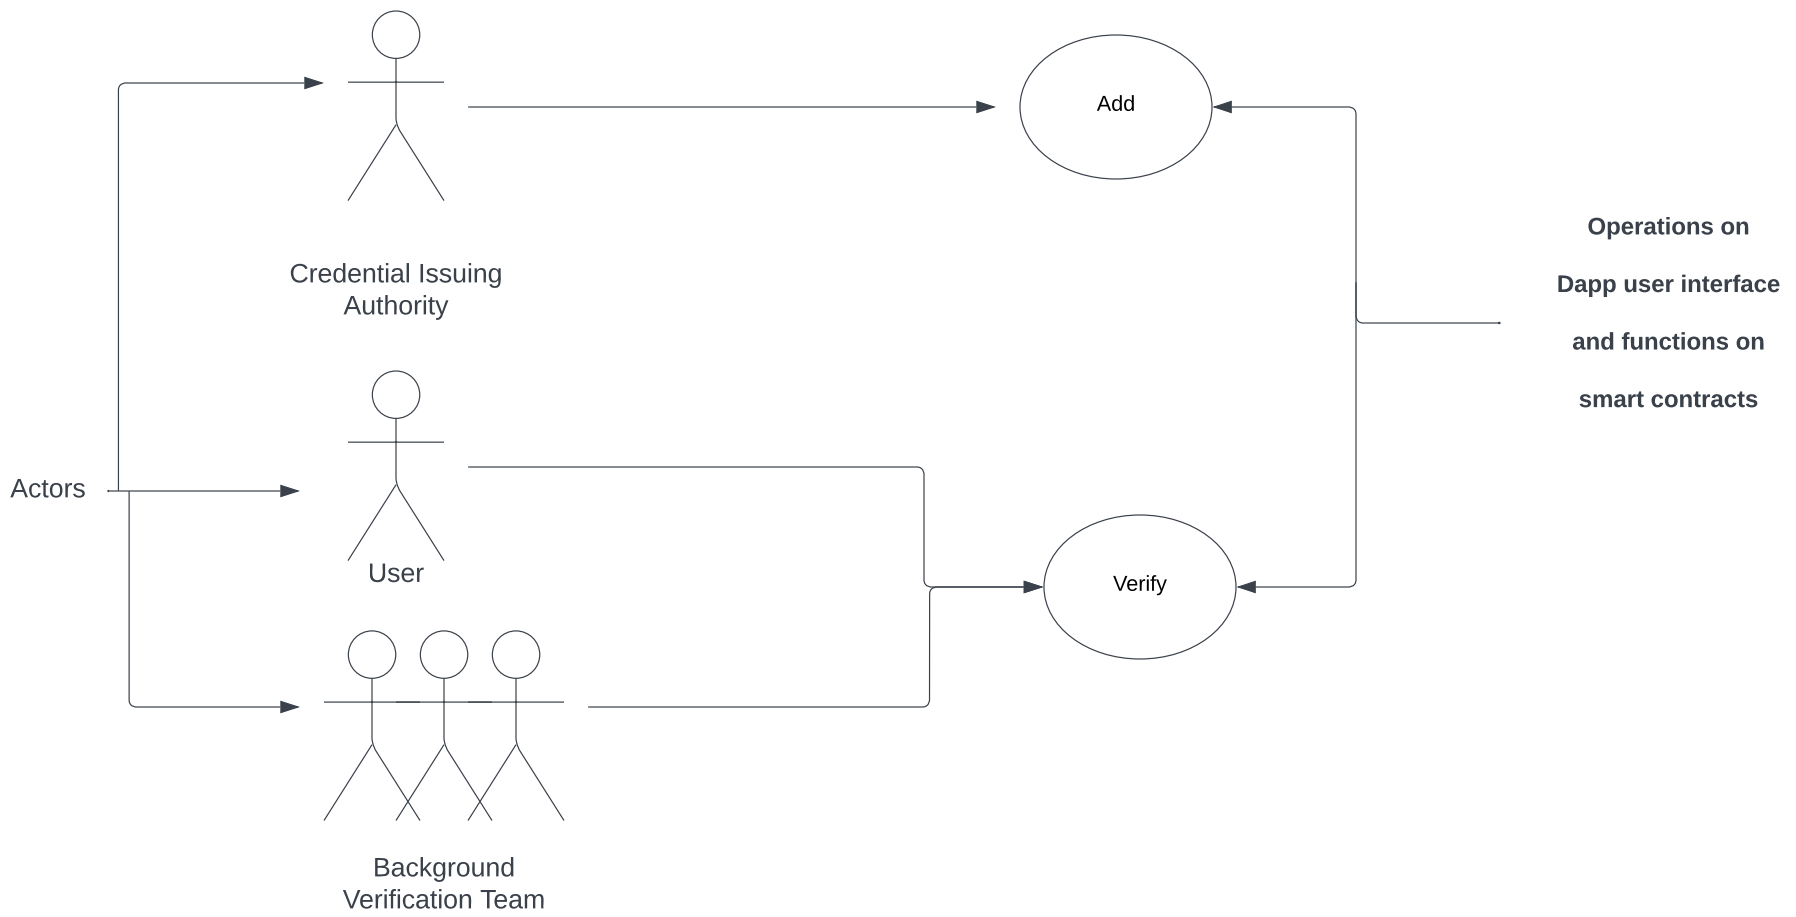 Add
Operations on
Dapp user interface
and functions on
smart contracts
Credential Issuing
Authority
Actors
User
Verify
Background
Verification Team